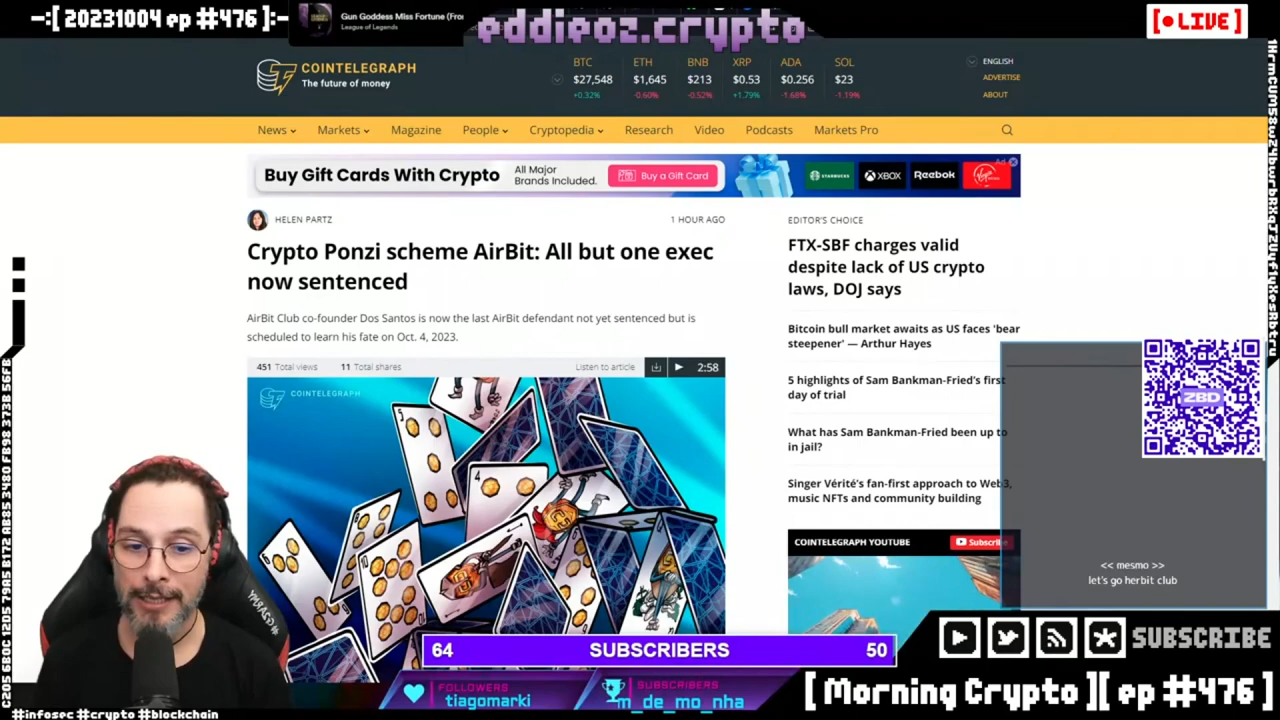 -:[ 20231004 ep #476 ]:-
Gun Goddess Miss Fortune (Fro
League of Legends
eddieoz.crypto
[● LIVE]
COINTELEGRAPH
The future of money
BTC ETH BNB XRP ADA SOL
$27,548 $1,645 $213 $0.53 $0.256 $23
+0.32% -0.60% -0.52% +1.79% -1.68% -1.19%
ENGLISH
ADVERTISE
ABOUT
News Markets Magazine People Cryptopedia Research Video Podcasts Markets Pro
Buy Gift Cards With Crypto
All Major
Brands Included.
Buy a Gift Card
STARBUCKS XBOX Reebok Virgin
Ad
HELEN PARTZ
1 HOUR AGO
Crypto Ponzi scheme AirBit: All but one exec
now sentenced
AirBit Club co-founder Dos Santos is now the last AirBit defendant not yet sentenced but is
scheduled to learn his fate on Oct. 4, 2023.
451 Total views 11 Total shares
Listen to article
2:58
COINTELEGRAPH
EDITOR'S CHOICE
FTX-SBF charges valid
despite lack of US crypto
laws, DOJ says
Bitcoin bull market awaits as US faces 'bear
steepener' — Arthur Hayes
5 highlights of Sam Bankman-Fried's first
day of trial
What has Sam Bankman-Fried been up to
in jail?
Singer Vérité's fan-first approach to Web3,
music NFTs and community building
COINTELEGRAPH YOUTUBE
Subscrib
ZBD
<< mesmo >>
let's go herbit club
64 SUBSCRIBERS 50
FOLLOWERS
tiagomarki
SUBSCRIBERS
m_de_mo_nha
SUBSCRIBE
[ Morning Crypto ][ ep #476 ]
#infosec #crypto #blockchain